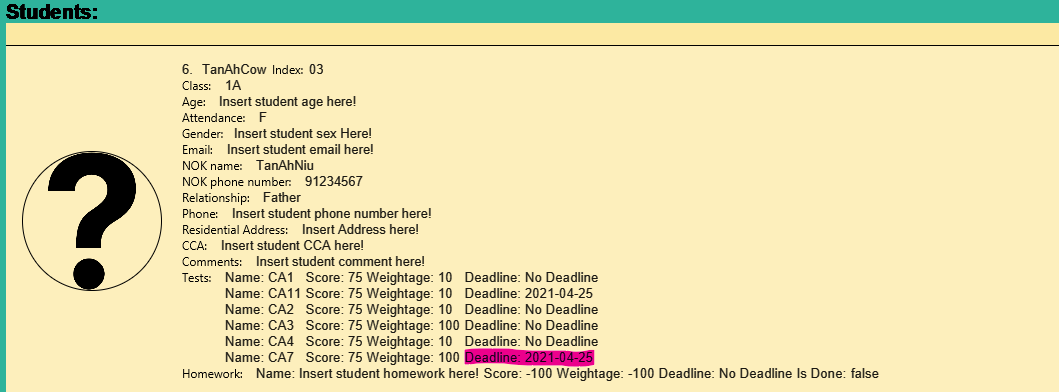 Students:
6. TanAhCow Index: 03
Class: 1A
Age: Insert student age here!
Attendance: F
Gender: Insert student sex Here!
Email: Insert student email here!
NOK name: TanAhNiu
NOK phone number: 91234567
Relationship: Father
Phone: Insert student phone number here!
Residential Address: Insert Address here!
CCA: Insert student CCA here!
Comments: Insert student comment here!
Tests: Name: CA1 Score: 75 Weightage: 10 Deadline: No Deadline
Name: CA11 Score: 75 Weightage: 10 Deadline: 2021-04-25
Name: CA2 Score: 75 Weightage: 10 Deadline: No Deadline
Name: CA3 Score: 75 Weightage: 100 Deadline: No Deadline
Name: CA4 Score: 75 Weightage: 10 Deadline: No Deadline
Name: CA7 Score: 75 Weightage: 100 Deadline: 2021-04-25
Homework: Name: Insert student homework here! Score: -100 Weightage: -100 Deadline: No Deadline Is Done: false